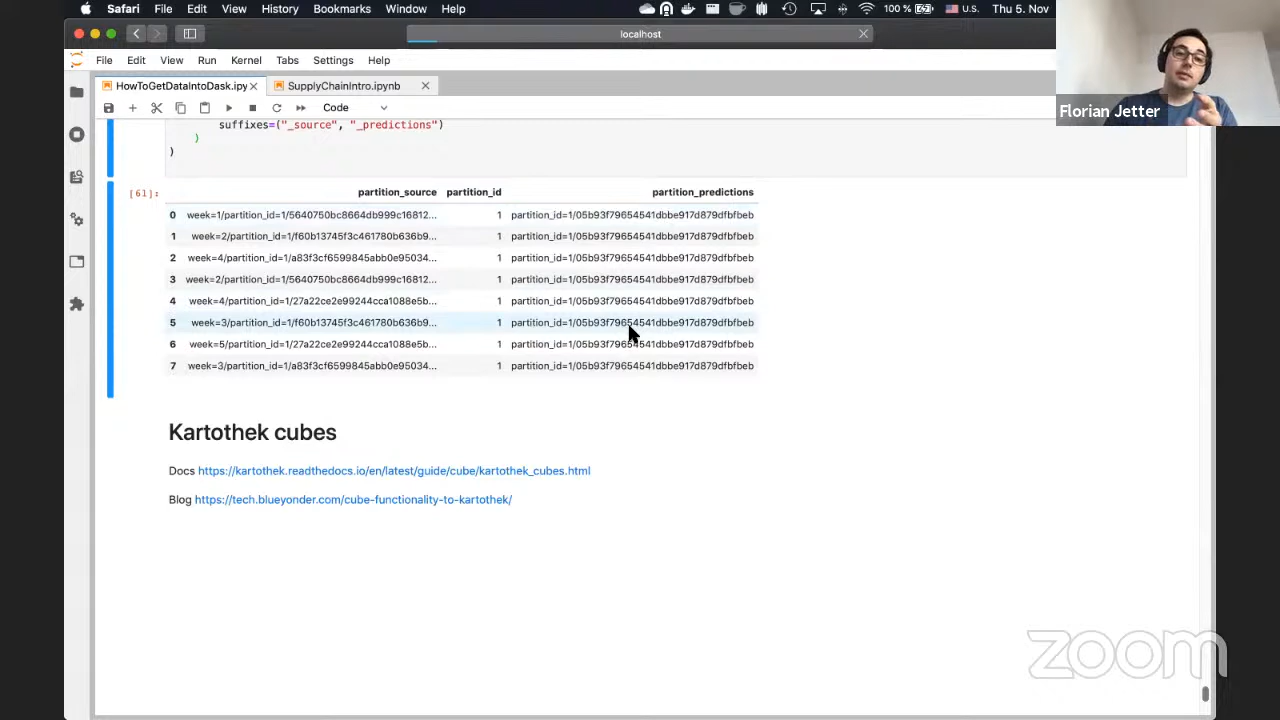 Safari File Edit View History Bookmarks Window Help 100 % U.S. Thu 5. Nov
localhost
File Edit View Run Kernel Tabs Settings Help
HowToGetDataIntoDask.ipy SupplyChainIntro.ipynb
Code
Florian Jetter
suffixes=("_source", "_predictions")
)
)
[61]:
partition_source partition_id partition_predictions
0 week=1/partition_id=1/5640750bc8664db999c16812... 1 partition_id=1/05b93f79654541dbbe917d879dfbfbeb
1 week=2/partition_id=1/f60b13745f3c461780b636b9... 1 partition_id=1/05b93f79654541dbbe917d879dfbfbeb
2 week=4/partition_id=1/a83f3cf6599845abb0e95034... 1 partition_id=1/05b93f79654541dbbe917d879dfbfbeb
3 week=2/partition_id=1/5640750bc8664db999c16812... 1 partition_id=1/05b93f79654541dbbe917d879dfbfbeb
4 week=4/partition_id=1/27a22ce2e99244cca1088e5b... 1 partition_id=1/05b93f79654541dbbe917d879dfbfbeb
5 week=3/partition_id=1/f60b13745f3c461780b636b9... 1 partition_id=1/05b93f79654541dbbe917d879dfbfbeb
6 week=5/partition_id=1/27a22ce2e99244cca1088e5b... 1 partition_id=1/05b93f79654541dbbe917d879dfbfbeb
7 week=3/partition_id=1/a83f3cf6599845abb0e95034... 1 partition_id=1/05b93f79654541dbbe917d879dfbfbeb
Kartothek cubes
Docs https://kartothek.readthedocs.io/en/latest/guide/cube/kartothek_cubes.html
Blog https://tech.blueyonder.com/cube-functionality-to-kartothek/
zoom